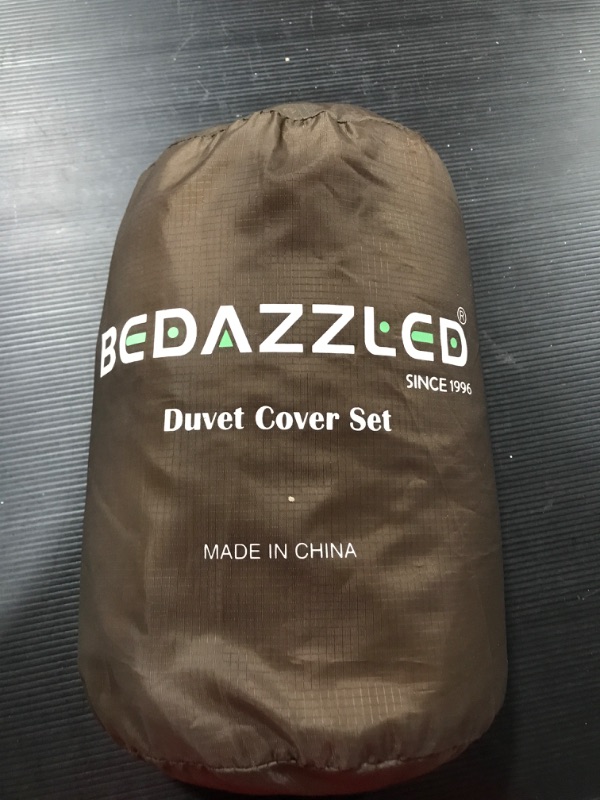 BEDAZZLED®
SINCE 1996
Duvet Cover Set
MADE IN CHINA